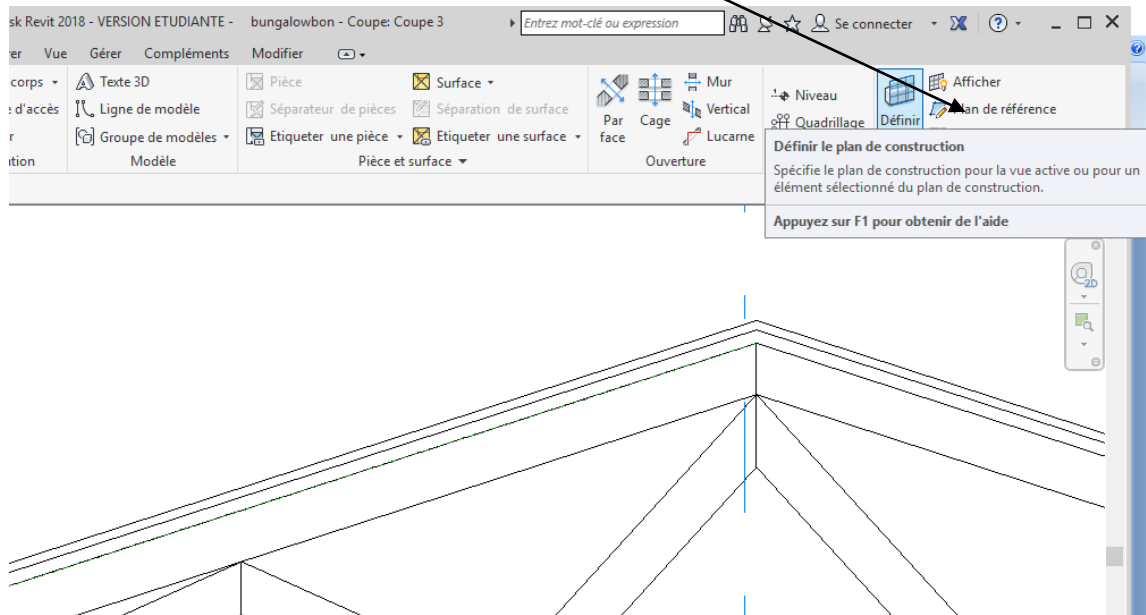 sk Revit 2018 - VERSION ETUDIANTE - bungalowbon - Coupe: Coupe 3 Entrez mot-clé ou expression Se connecter
er Vue Gérer Compléments Modifier
corps Texte 3D Pièce Surface Mur Niveau Afficher
e d'accès Ligne de modèle Séparateur de pièces Séparation de surface Par face Cage Vertical Quadrillage Définir Plan de référence
r Groupe de modèles Etiqueter une pièce Etiqueter une surface Lucarne
tion Modèle Pièce et surface Ouverture
Définir le plan de construction
Spécifie le plan de construction pour la vue active ou pour un
élément sélectionné du plan de construction.
Appuyez sur F1 pour obtenir de l'aide
2D